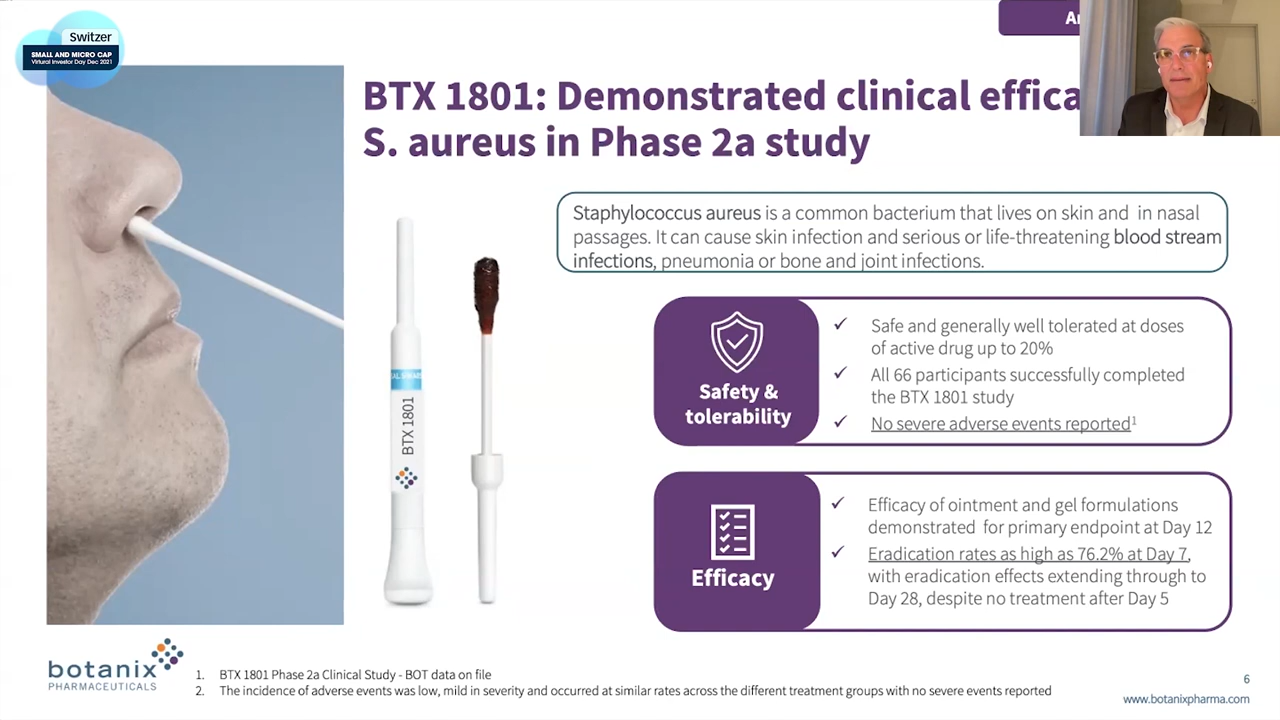 Switzer
SMALL AND MICRO CAP
Virtural Investor Day Dec 2021
BTX 1801: Demonstrated clinical
S. aureus in Phase 2a study
Staphylococcus aureus is a common bacterium that lives on skin and in nasal
passages. It can cause skin infection and serious or life-threatening blood stream
infections, pneumonia or bone and joint infections.
BTX 1801
Safety &
tolerability
✓ Safe and generally well tolerated at doses
of active drug up to 20%
✓ All 66 participants successfully completed
the BTX 1801 study
✓ No severe adverse events reported1
Efficacy
✓ Efficacy of ointment and gel formulations
demonstrated for primary endpoint at Day 12
✓ Eradication rates as high as 76.2% at Day 7,
with eradication effects extending through to
Day 28, despite no treatment after Day 5
botanix
PHARMACEUTICALS
1. BTX 1801 Phase 2a Clinical Study - BOT data on file
2. The incidence of adverse events was low, mild in severity and occurred at similar rates across the different treatment groups with no severe events reported
6
www.botanixpharma.com